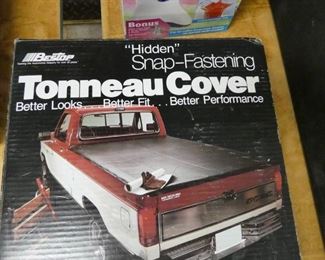 Bonus
Bestop
"Hidden"
Snap-Fastening
Tonneau Cover
Better Looks . . . Better Fit. . . Better Performance